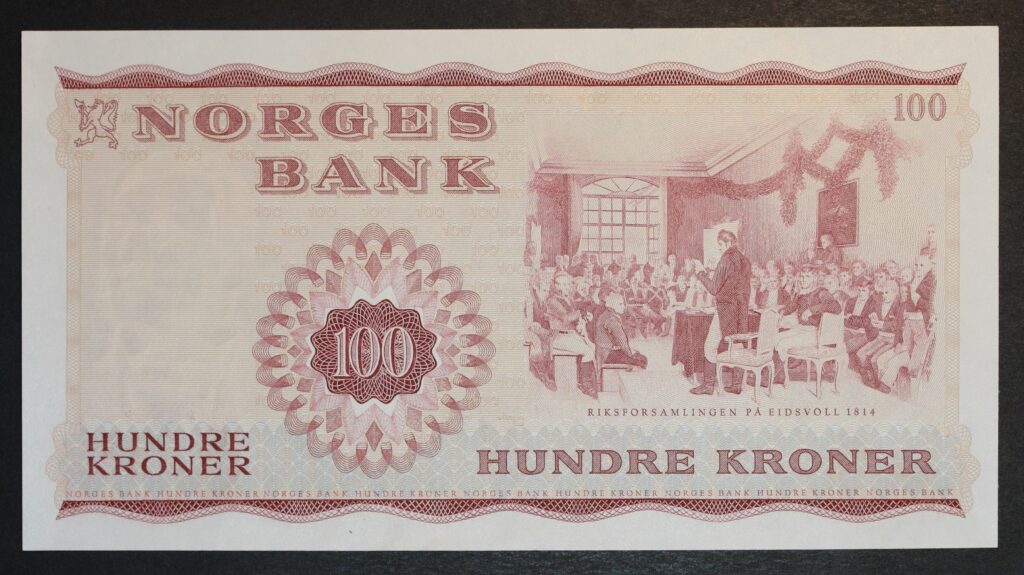 NORGES
BANK
100
100
RIKSFORSAMLINGEN PÅ EIDSVOLL 1814
HUNDRE
KRONER
HUNDRE KRONER
NORGES BANK HUNDRE KRONER NORGES BANK HUNDRE KRONER NORGES BANK HUNDRE KRONER NORGES BANK HUNDRE KRONER NORGES BANK